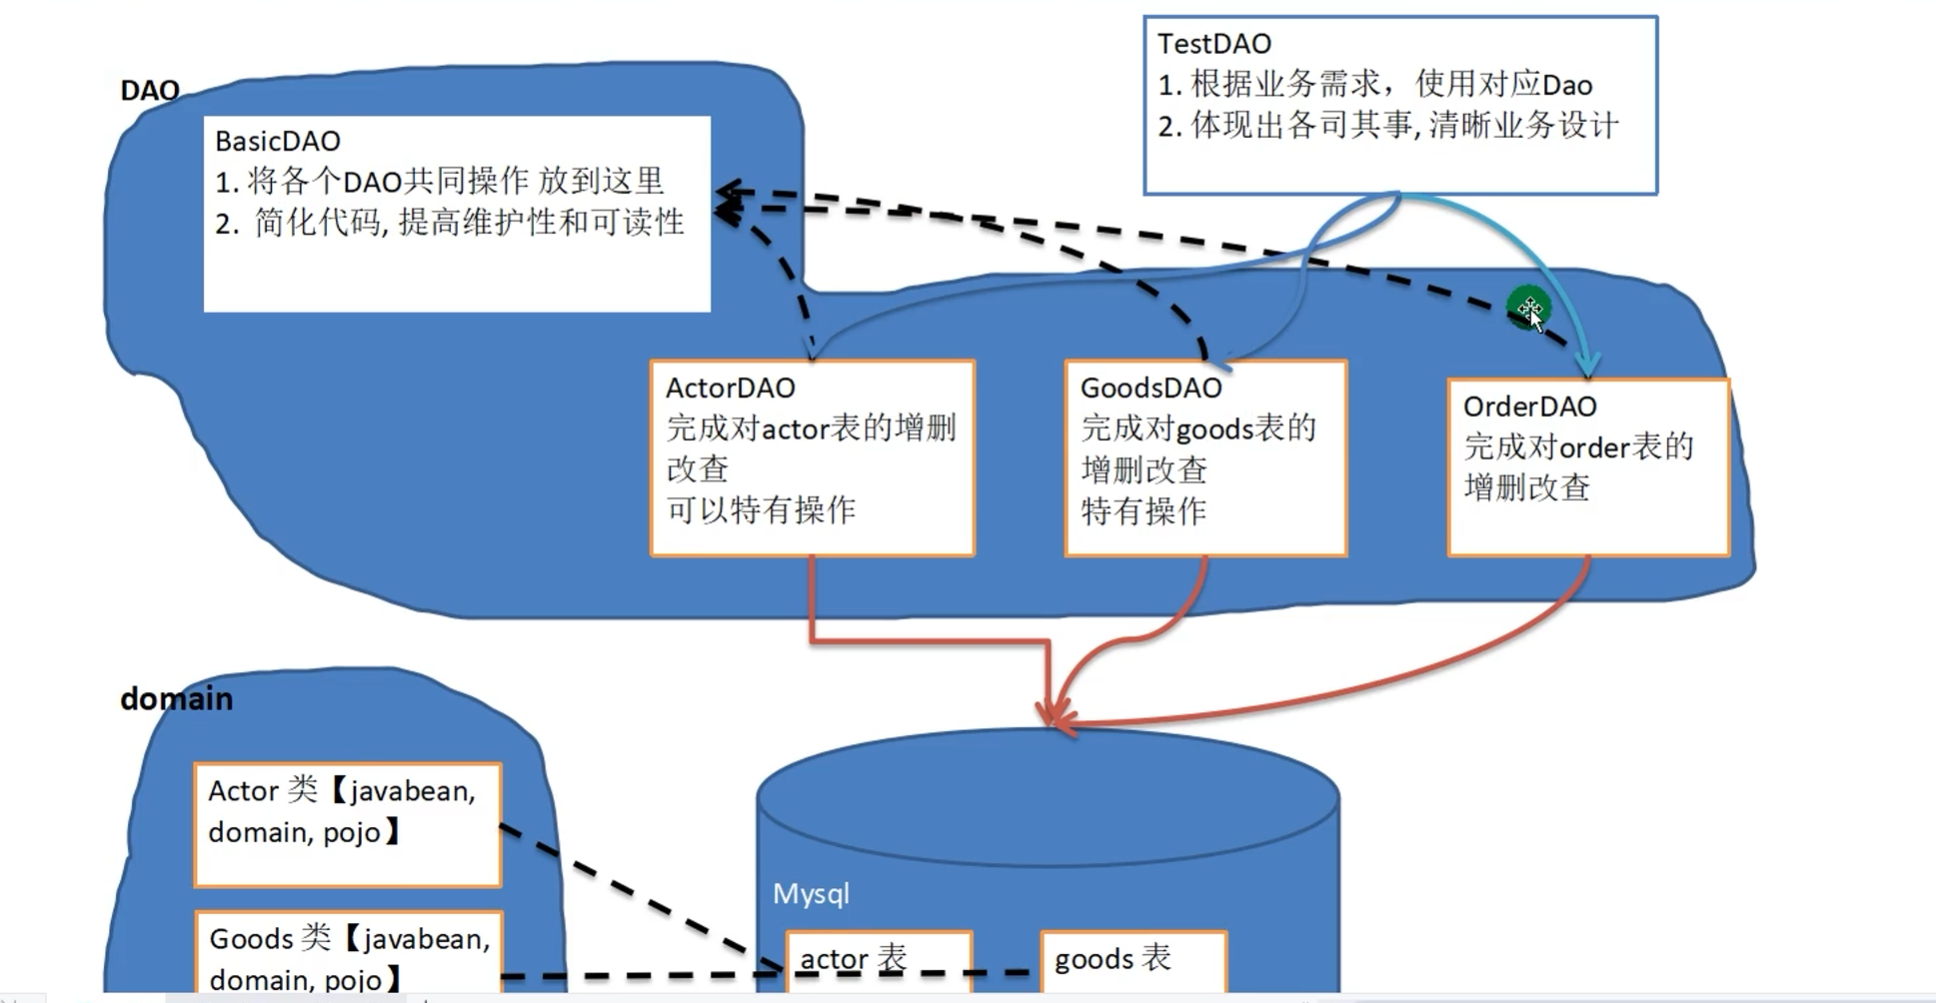 TestDAO
1. 根据业务需求，使用对应Dao
2. 体现出各司其事, 清晰业务设计
DAO
BasicDAO
1. 将各个DAO共同操作 放到这里
2. 简化代码, 提高维护性和可读性
ActorDAO
完成对actor表的增删
改查
可以特有操作
GoodsDAO
完成对goods表的
增删改查
特有操作
OrderDAO
完成对order表的
增删改查
domain
Actor 类【javabean,
domain, pojo】
Goods 类【javabean,
domain, pojo】
Mysql
actor 表
goods 表